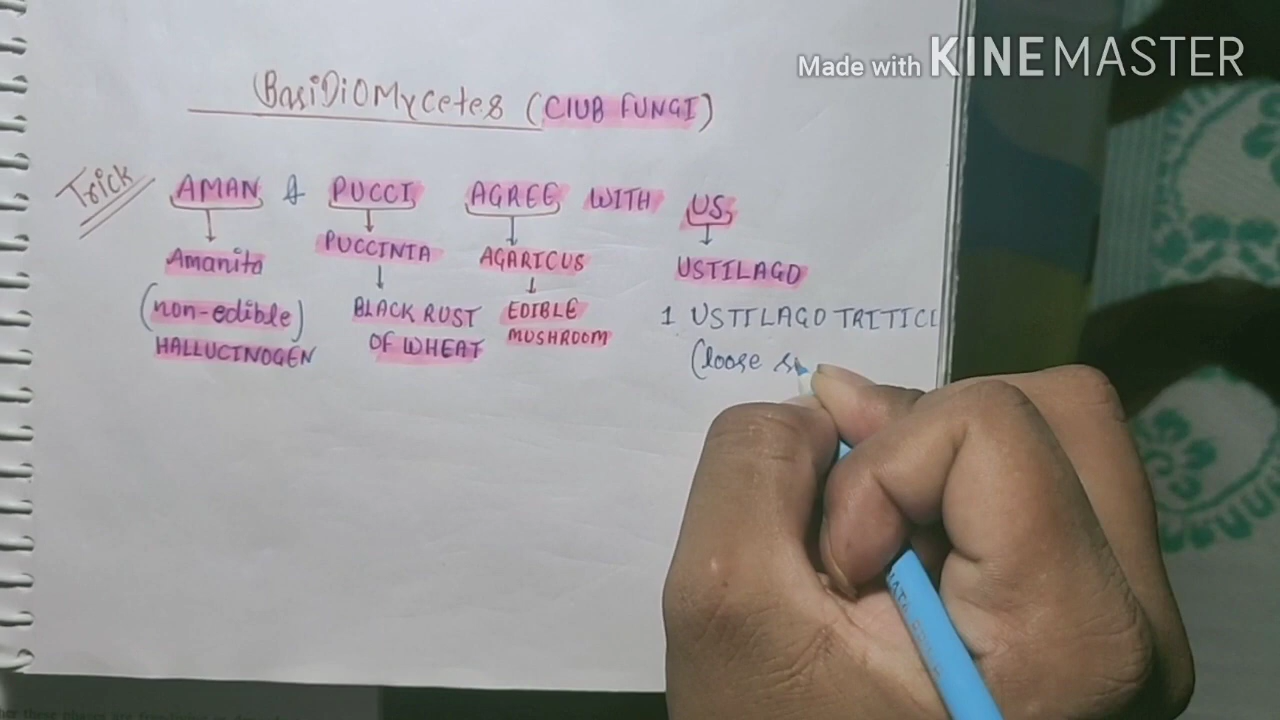 Made with KINEMASTER
BasiDiOMycetes (ClUB FUNGI)
Trick
AMAN & PUCCI AGREE WITH US
Amanita PUCCINIA AGARICUS USTILAGO
(non-edible) BLACK RUST EDIBLE 1 USTILAGO TRITICI
HALLUCINOGEN OF WHEAT MUSHROOM (loose s